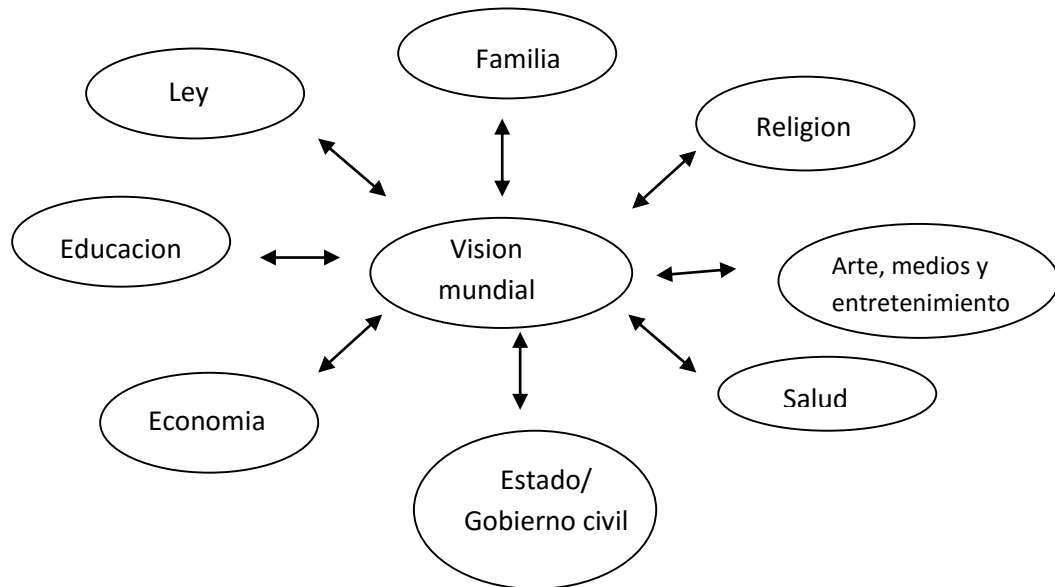 Familia
Ley
Religion
Educacion
Vision
mundial
Arte, medios y
entretenimiento
Economia
Salud
Estado/
Gobierno civil